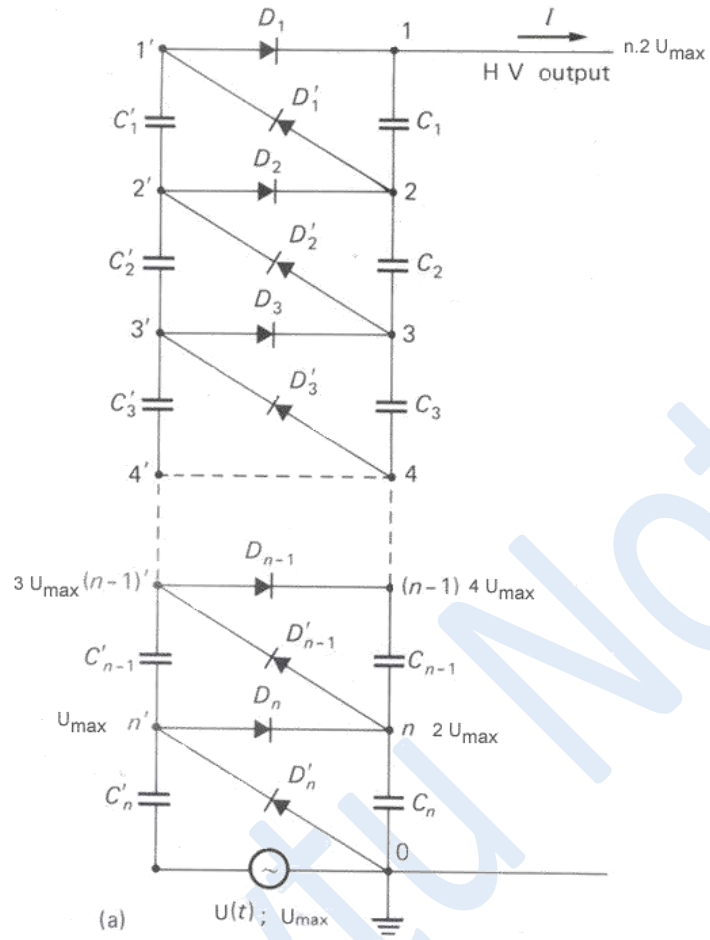 D₁
1
I
1′
n.2 Uₘₐₓ
H V output
C′₁
D′₁
C₁
D₂
2′
2
C′₂
D′₂
C₂
D₃
3′
3
C′₃
D′₃
C₃
4′
4
Dₙ₋₁
3 Uₘₐₓ (n−1)′
(n−1) 4 Uₘₐₓ
C′ₙ₋₁
D′ₙ₋₁
Cₙ₋₁
Dₙ
Uₘₐₓ n′
n 2 Uₘₐₓ
C′ₙ
D′ₙ
Cₙ
0
~
(a)
U(t) ; Uₘₐₓ